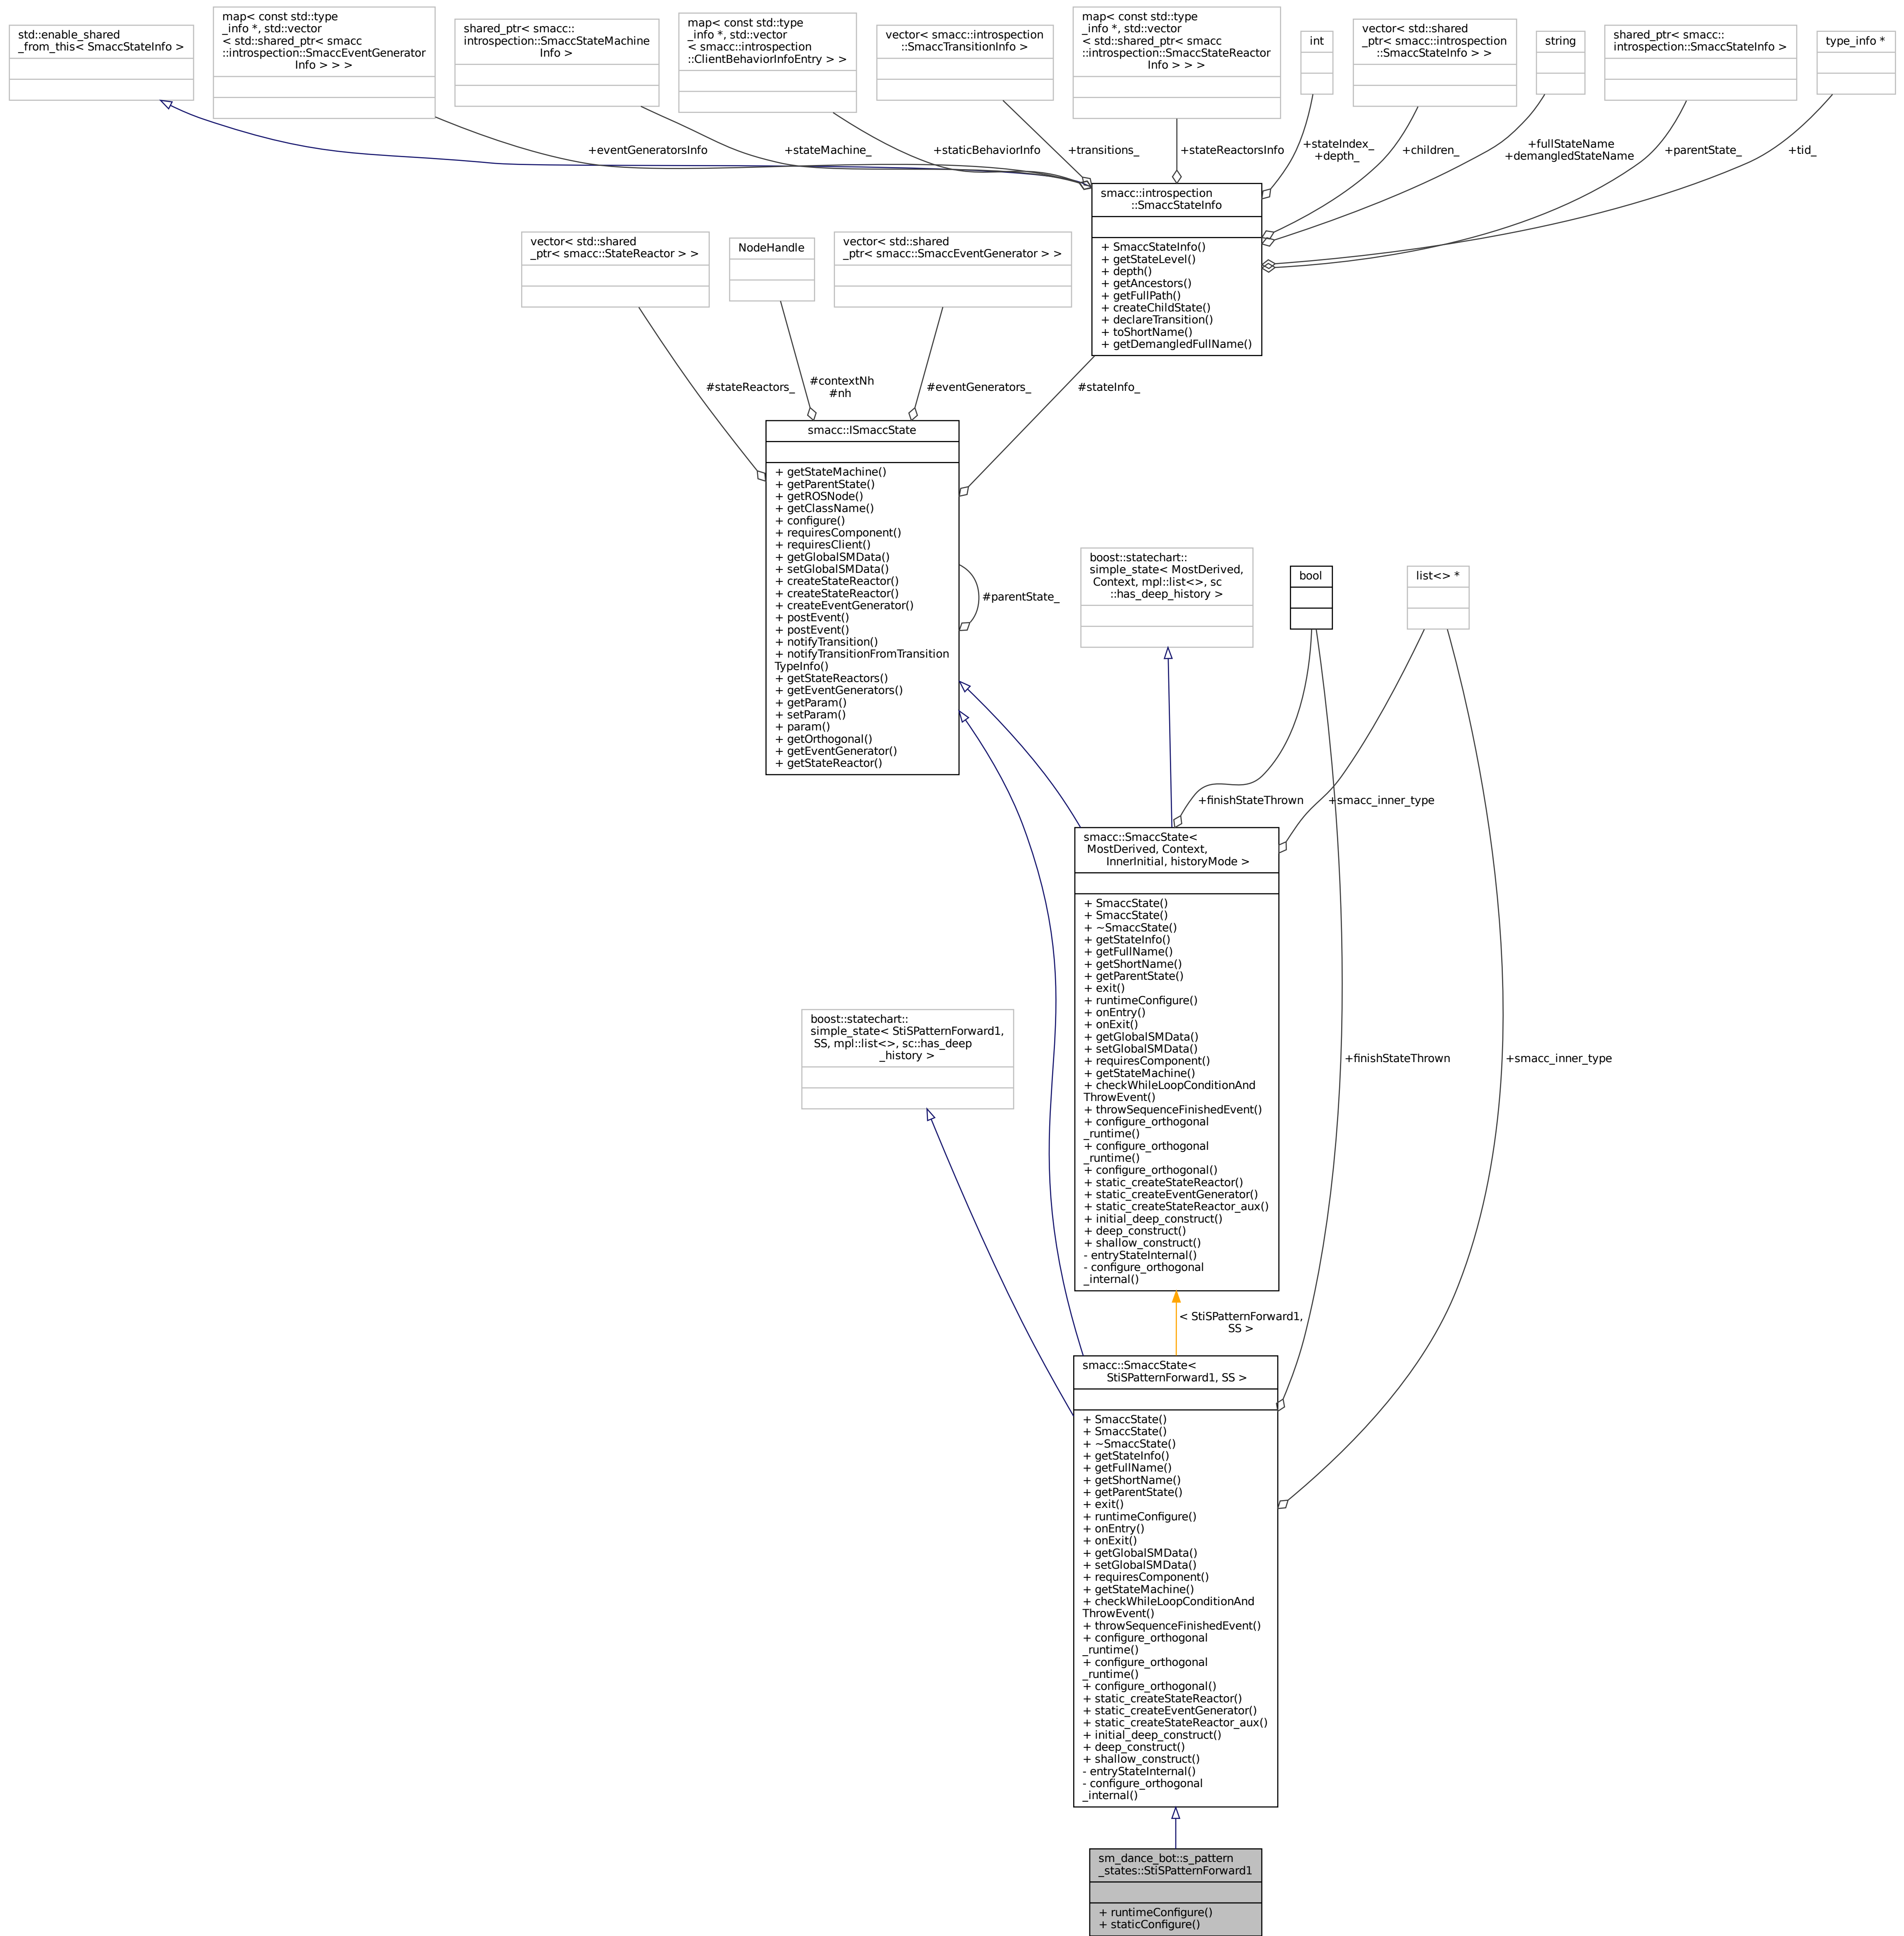 std::enable_shared
_from_this< SmaccStateInfo >
map< const std::type
_info *, std::vector
< std::shared_ptr< smacc
::introspection::SmaccEventGenerator
Info > > >
shared_ptr< smacc::
introspection::SmaccStateMachine
Info >
map< const std::type
_info *, std::vector
< smacc::introspection
::ClientBehaviorInfoEntry > >
vector< smacc::introspection
::SmaccTransitionInfo >
map< const std::type
_info *, std::vector
< std::shared_ptr< smacc
::introspection::SmaccStateReactor
Info > > >
int
vector< std::shared
_ptr< smacc::introspection
::SmaccStateInfo > >
string
shared_ptr< smacc::
introspection::SmaccStateInfo >
type_info *
+eventGeneratorsInfo
+stateMachine_
+staticBehaviorInfo
+transitions_
+stateReactorsInfo
+stateIndex_
+depth_
+children_
+fullStateName
+demangledStateName
+parentState_
+tid_
smacc::introspection
::SmaccStateInfo
+ SmaccStateInfo()
+ getStateLevel()
+ depth()
+ getAncestors()
+ getFullPath()
+ createChildState()
+ declareTransition()
+ toShortName()
+ getDemangledFullName()
vector< std::shared
_ptr< smacc::StateReactor > >
NodeHandle
vector< std::shared
_ptr< smacc::SmaccEventGenerator > >
#stateReactors_
#contextNh
#nh
#eventGenerators_
#stateInfo_
smacc::ISmaccState
+ getStateMachine()
+ getParentState()
+ getROSNode()
+ getClassName()
+ configure()
+ requiresComponent()
+ requiresClient()
+ getGlobalSMData()
+ setGlobalSMData()
+ createStateReactor()
+ createStateReactor()
+ createEventGenerator()
+ postEvent()
+ postEvent()
+ notifyTransition()
+ notifyTransitionFromTransition
TypeInfo()
+ getStateReactors()
+ getEventGenerators()
+ getParam()
+ setParam()
+ param()
+ getOrthogonal()
+ getEventGenerator()
+ getStateReactor()
#parentState_
boost::statechart::
simple_state< MostDerived,
Context, mpl::list<>, sc
::has_deep_history >
bool
list<> *
+finishStateThrown
+smacc_inner_type
smacc::SmaccState<
MostDerived, Context,
InnerInitial, historyMode >
+ SmaccState()
+ SmaccState()
+ ~SmaccState()
+ getStateInfo()
+ getFullName()
+ getShortName()
+ getParentState()
+ exit()
+ runtimeConfigure()
+ onEntry()
+ onExit()
+ getGlobalSMData()
+ setGlobalSMData()
+ requiresComponent()
+ getStateMachine()
+ checkWhileLoopConditionAnd
ThrowEvent()
+ throwSequenceFinishedEvent()
+ configure_orthogonal
_runtime()
+ configure_orthogonal
_runtime()
+ configure_orthogonal()
+ static_createStateReactor()
+ static_createEventGenerator()
+ static_createStateReactor_aux()
+ initial_deep_construct()
+ deep_construct()
+ shallow_construct()
- entryStateInternal()
- configure_orthogonal
_internal()
boost::statechart::
simple_state< StiSPatternForward1,
SS, mpl::list<>, sc::has_deep
_history >
+finishStateThrown
+smacc_inner_type
< StiSPatternForward1,
SS >
smacc::SmaccState<
StiSPatternForward1, SS >
+ SmaccState()
+ SmaccState()
+ ~SmaccState()
+ getStateInfo()
+ getFullName()
+ getShortName()
+ getParentState()
+ exit()
+ runtimeConfigure()
+ onEntry()
+ onExit()
+ getGlobalSMData()
+ setGlobalSMData()
+ requiresComponent()
+ getStateMachine()
+ checkWhileLoopConditionAnd
ThrowEvent()
+ throwSequenceFinishedEvent()
+ configure_orthogonal
_runtime()
+ configure_orthogonal
_runtime()
+ configure_orthogonal()
+ static_createStateReactor()
+ static_createEventGenerator()
+ static_createStateReactor_aux()
+ initial_deep_construct()
+ deep_construct()
+ shallow_construct()
- entryStateInternal()
- configure_orthogonal
_internal()
sm_dance_bot::s_pattern
_states::StiSPatternForward1
+ runtimeConfigure()
+ staticConfigure()